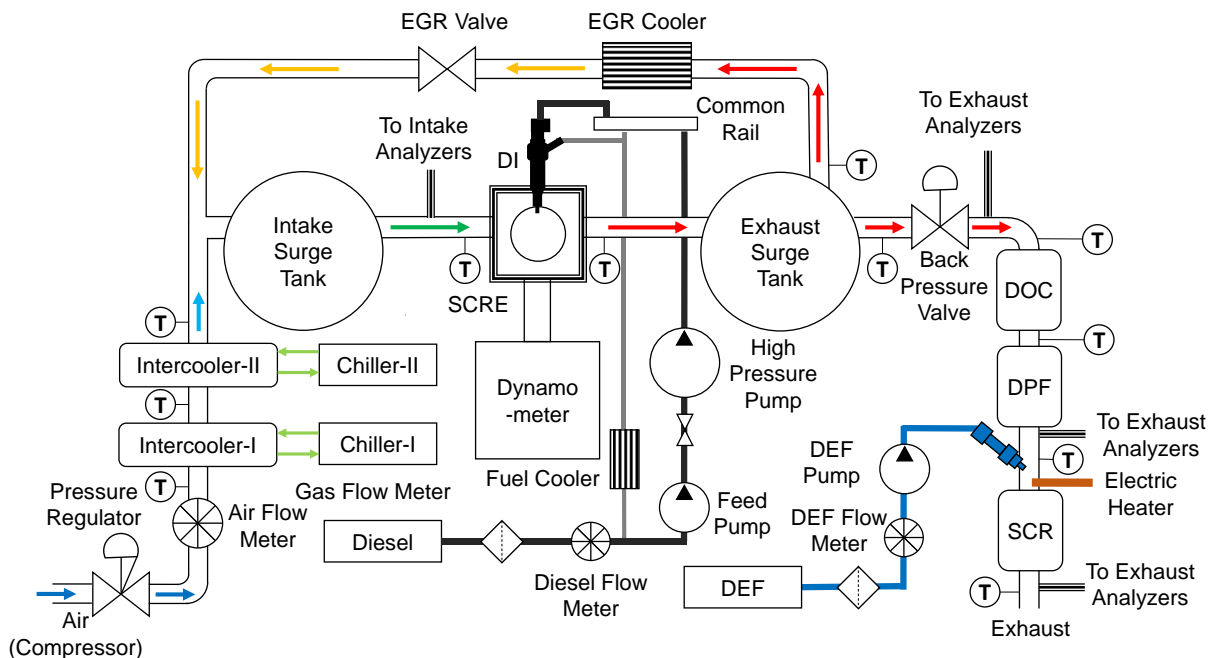 EGR Valve
EGR Cooler
Common
Rail
To Exhaust
Analyzers
To Intake
Analyzers
DI
T
Intake
Surge
Tank
Exhaust
Surge
Tank
T
T
T
T
SCRE
Back
Pressure
Valve
DOC
T
T
Intercooler-II
Chiller-II
Dynamo
-meter
High
Pressure
Pump
DPF
T
Intercooler-I
Chiller-I
To Exhaust
Analyzers
T
DEF
Pump
Fuel Cooler
T
Gas Flow Meter
Electric
Heater
Pressure
Regulator
Air Flow
Meter
Feed
Pump
DEF Flow
Meter
SCR
Diesel
Diesel Flow
Meter
DEF
T
To Exhaust
Analyzers
Air
(Compressor)
Exhaust